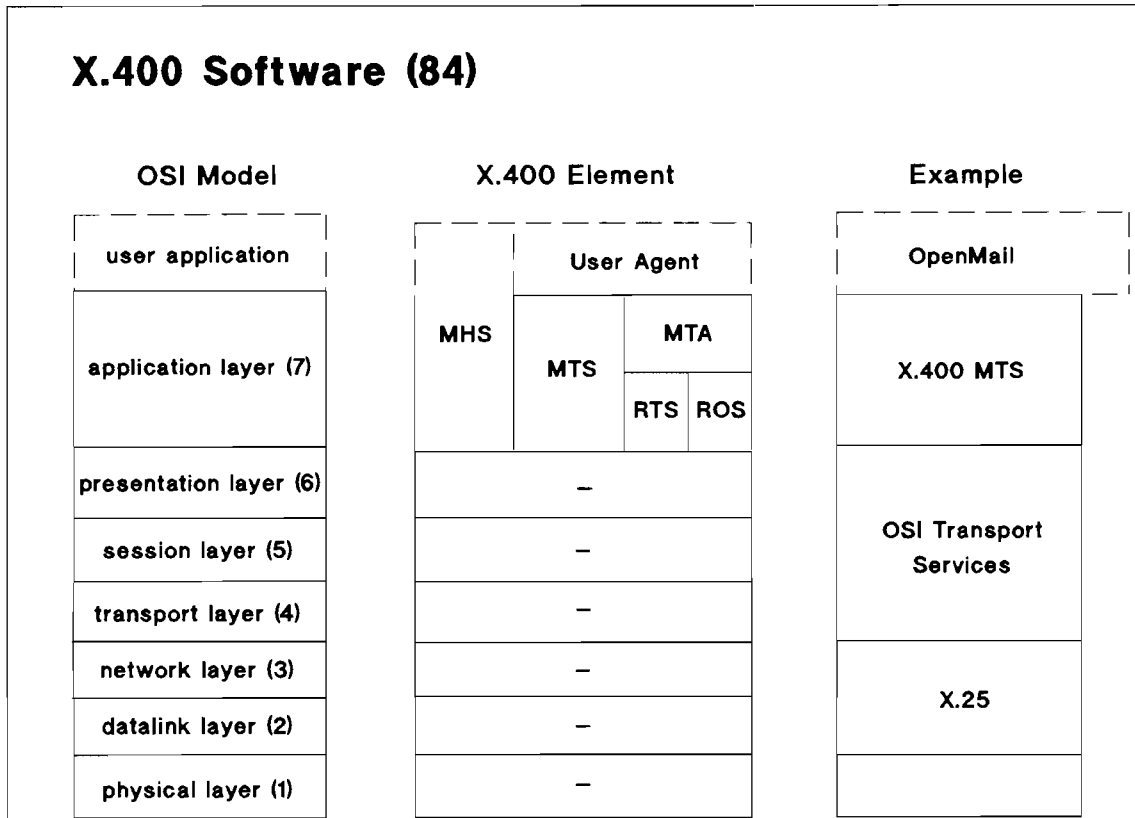 X.400 Software (84)
OSI Model
X.400 Element
Example
user application
User Agent
OpenMail
application layer (7)
MHS
MTS
MTA
RTS
ROS
X.400 MTS
presentation layer (6)
–
session layer (5)
–
OSI Transport
Services
transport layer (4)
–
network layer (3)
–
X.25
datalink layer (2)
–
physical layer (1)
–